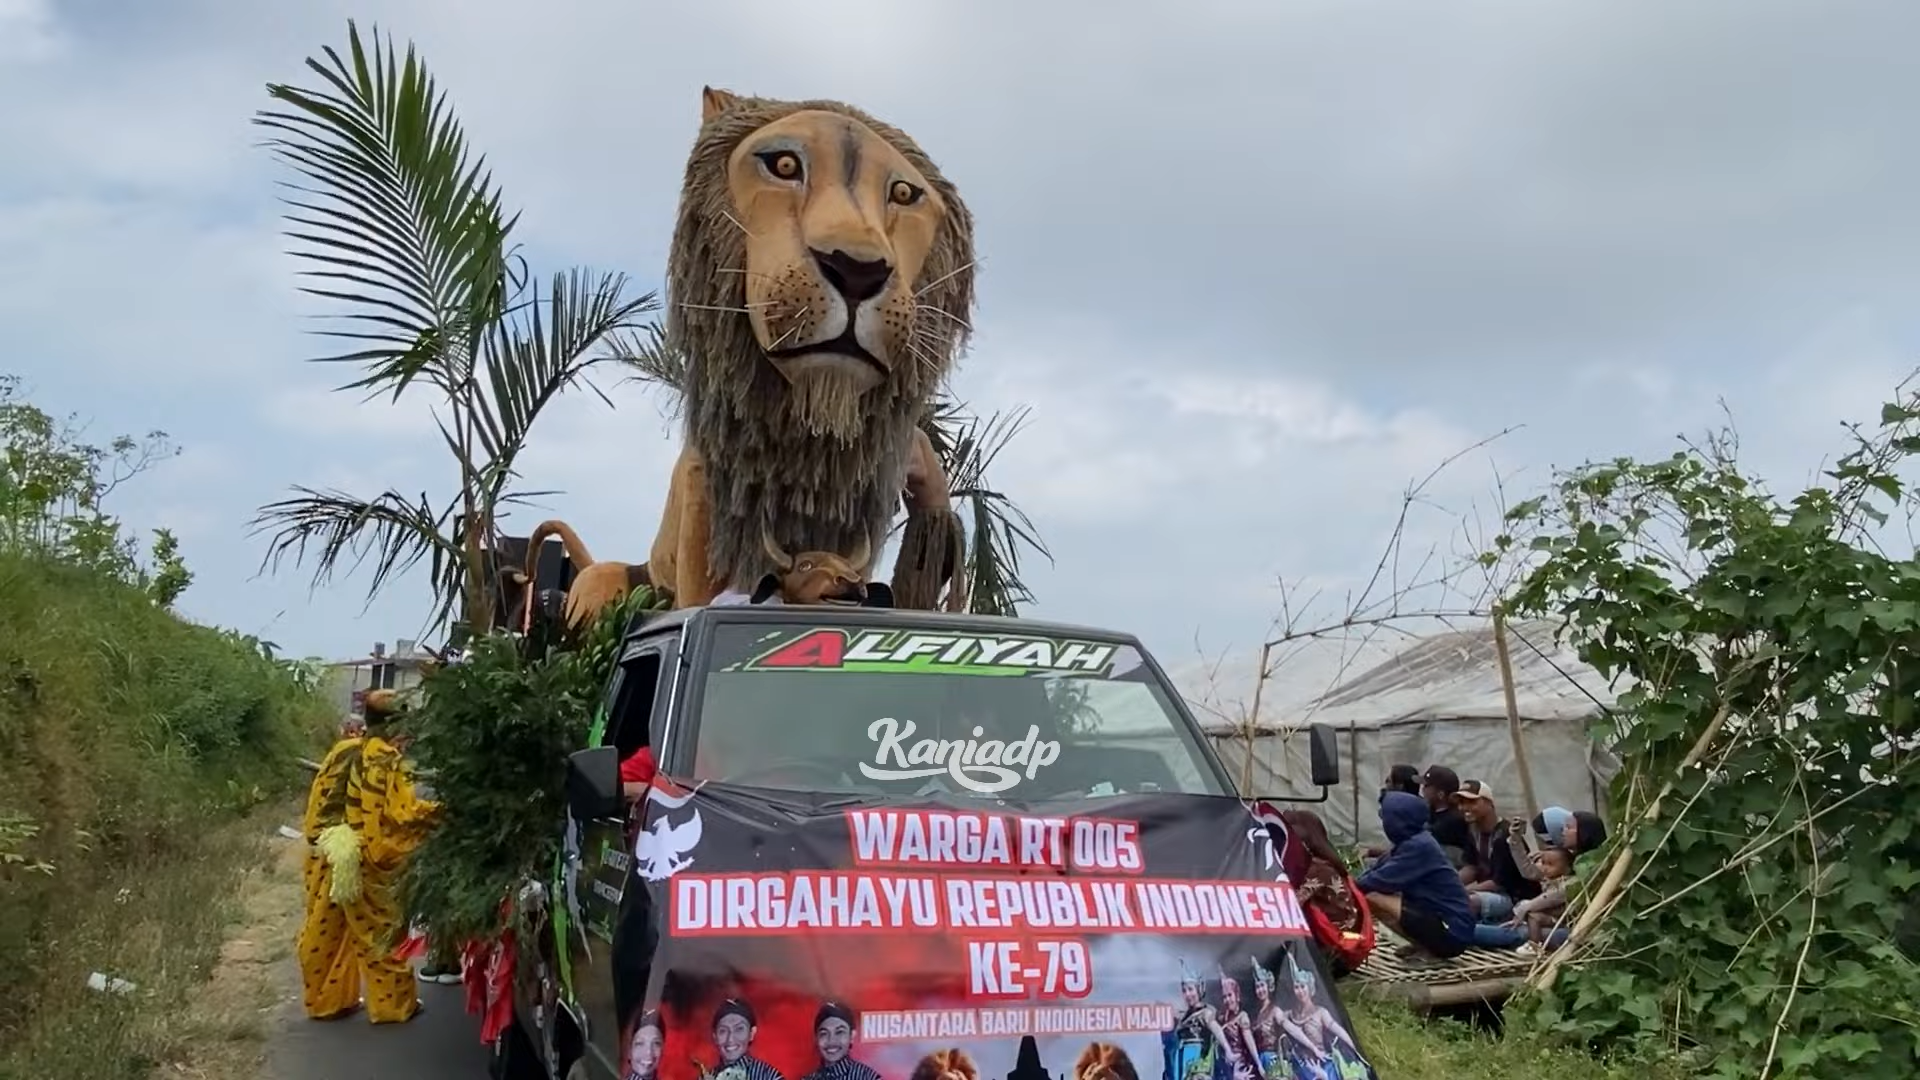 ALFIYAH
Kaniadp
WARGA RT 005
DIRGAHAYU REPUBLIK INDONESIA
KE-79
NUSANTARA BARU INDONESIA MAJU